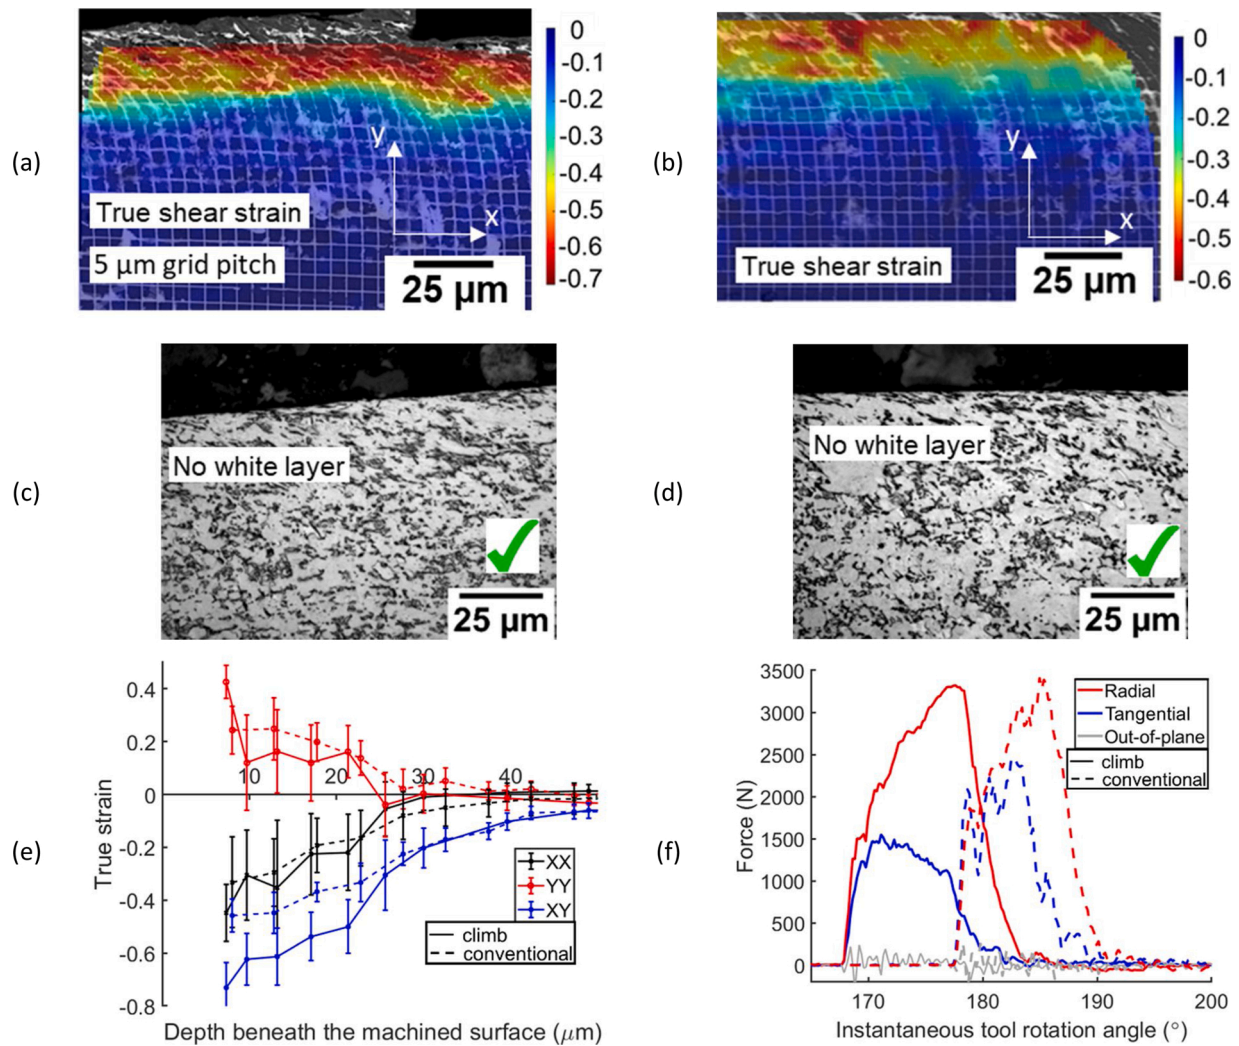 (a)
True shear strain
5 μm grid pitch
y
x
25 μm
0
-0.1
-0.2
-0.3
-0.4
-0.5
-0.6
-0.7
(b)
True shear strain
y
x
25 μm
0
-0.1
-0.2
-0.3
-0.4
-0.5
-0.6
(c)
No white layer
25 μm
(d)
No white layer
25 μm
(e)
True strain
0.4
0.2
0
-0.2
-0.4
-0.6
-0.8
10
20
30
40
XX
YY
XY
climb
conventional
Depth beneath the machined surface (μm)
(f)
Force (N)
3500
3000
2500
2000
1500
1000
500
0
Radial
Tangential
Out-of-plane
climb
conventional
170
180
190
200
Instantaneous tool rotation angle (°)